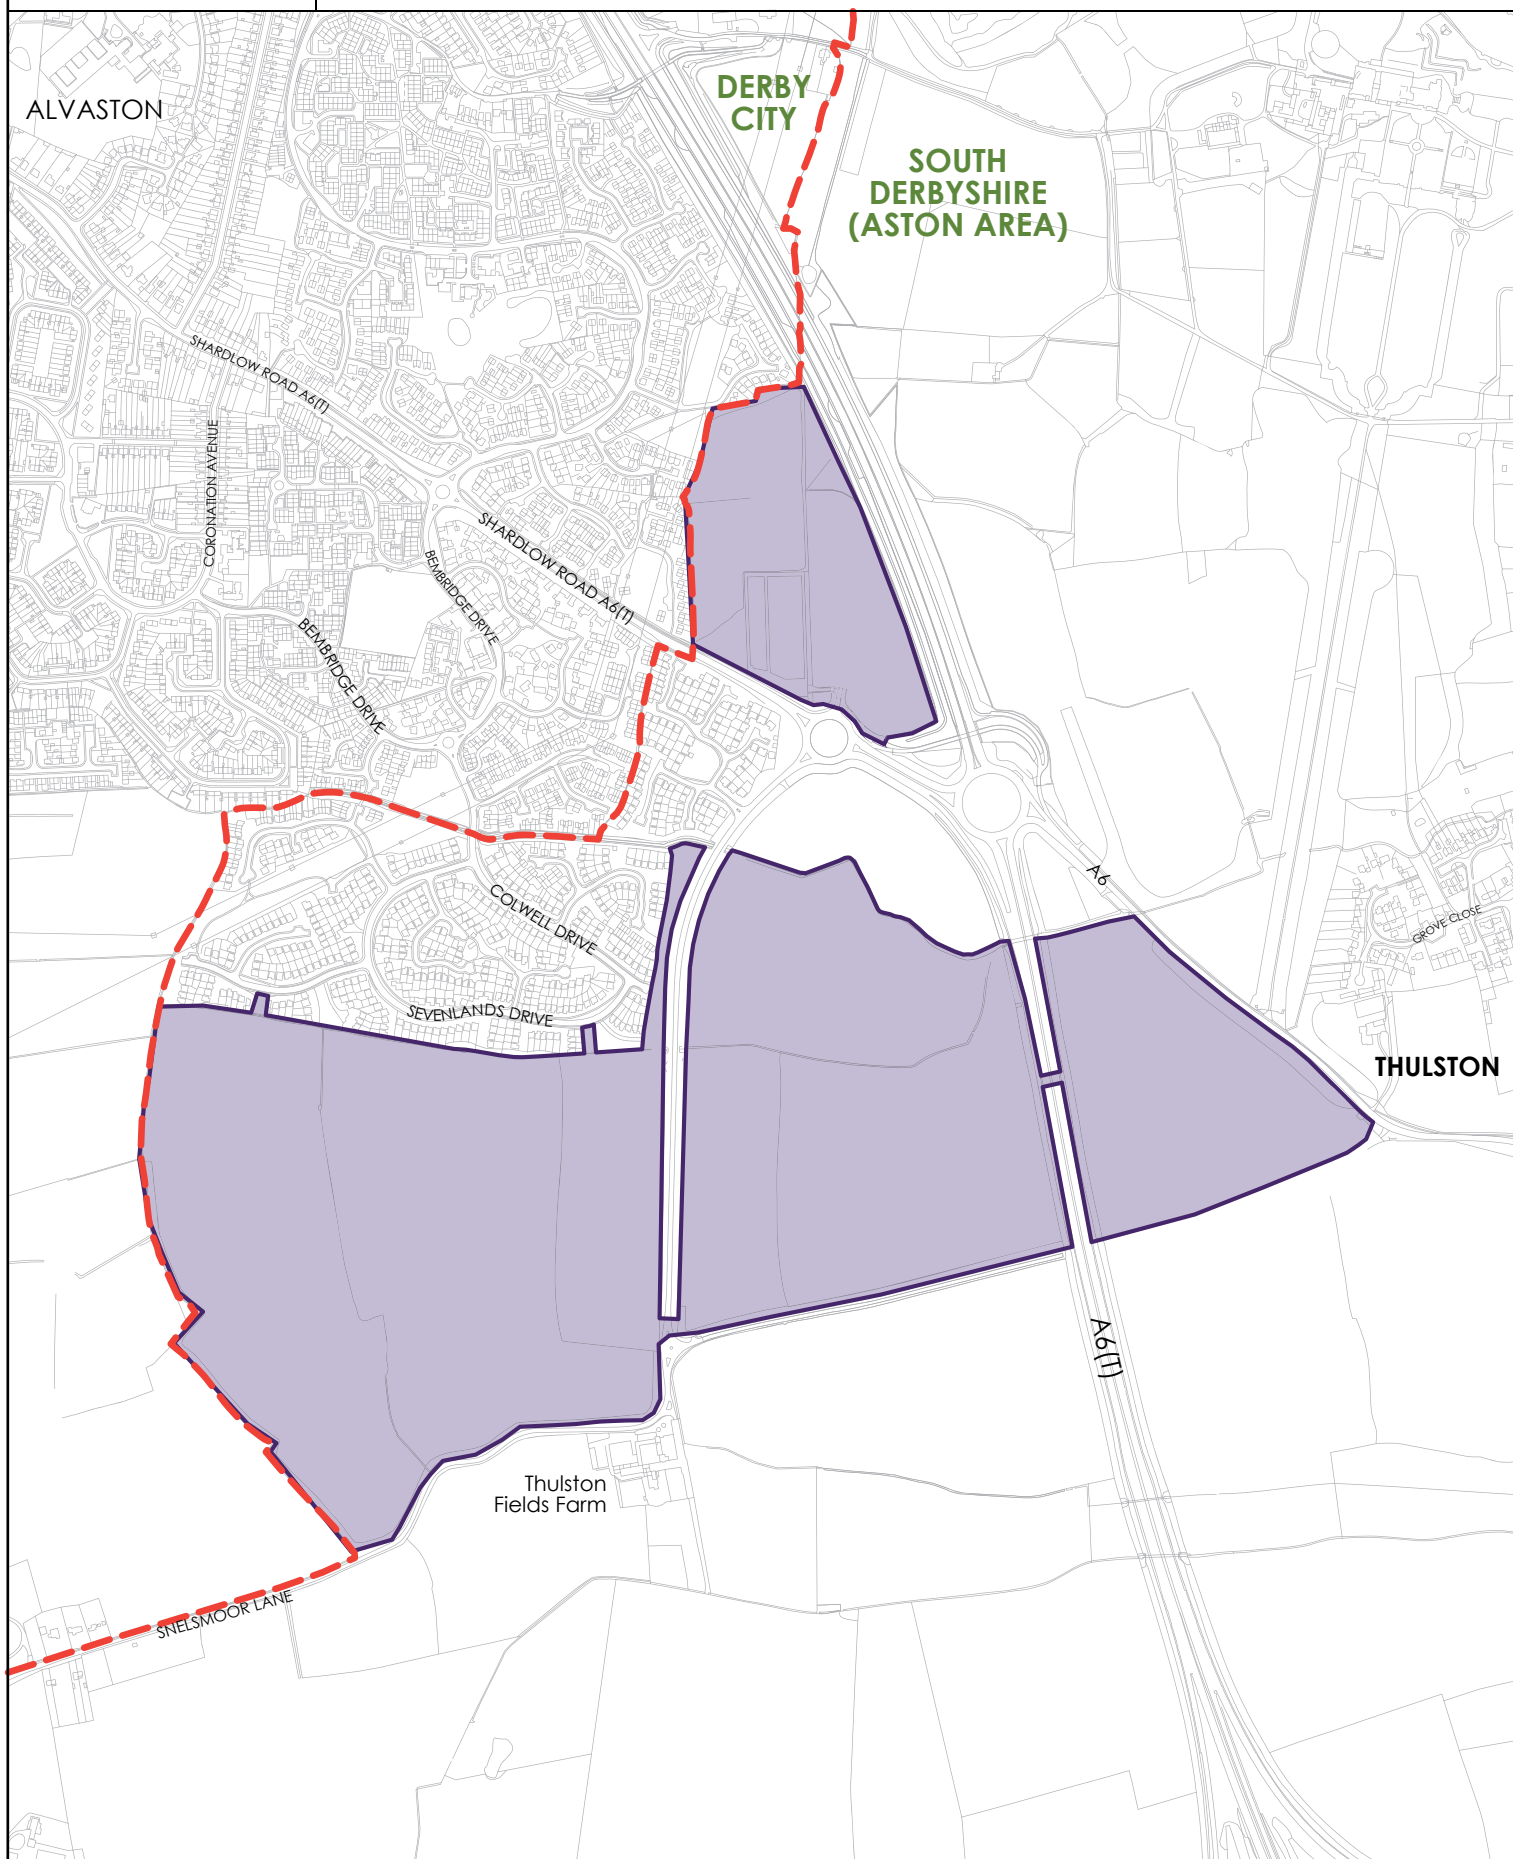 DERBY
CITY
ALVASTON
SOUTH
DERBYSHIRE
(ASTON AREA)
SHARDLOW ROAD A6(T)
CORONATION AVENUE
SHARDLOW ROAD A6(T)
BEMBRIDGE DRIVE
BEMBRIDGE DRIVE
A6
COLWELL DRIVE
GROVE CLOSE
SEVENLANDS DRIVE
THULSTON
A6(T)
Thulston
Fields Farm
SNELSMOOR LANE